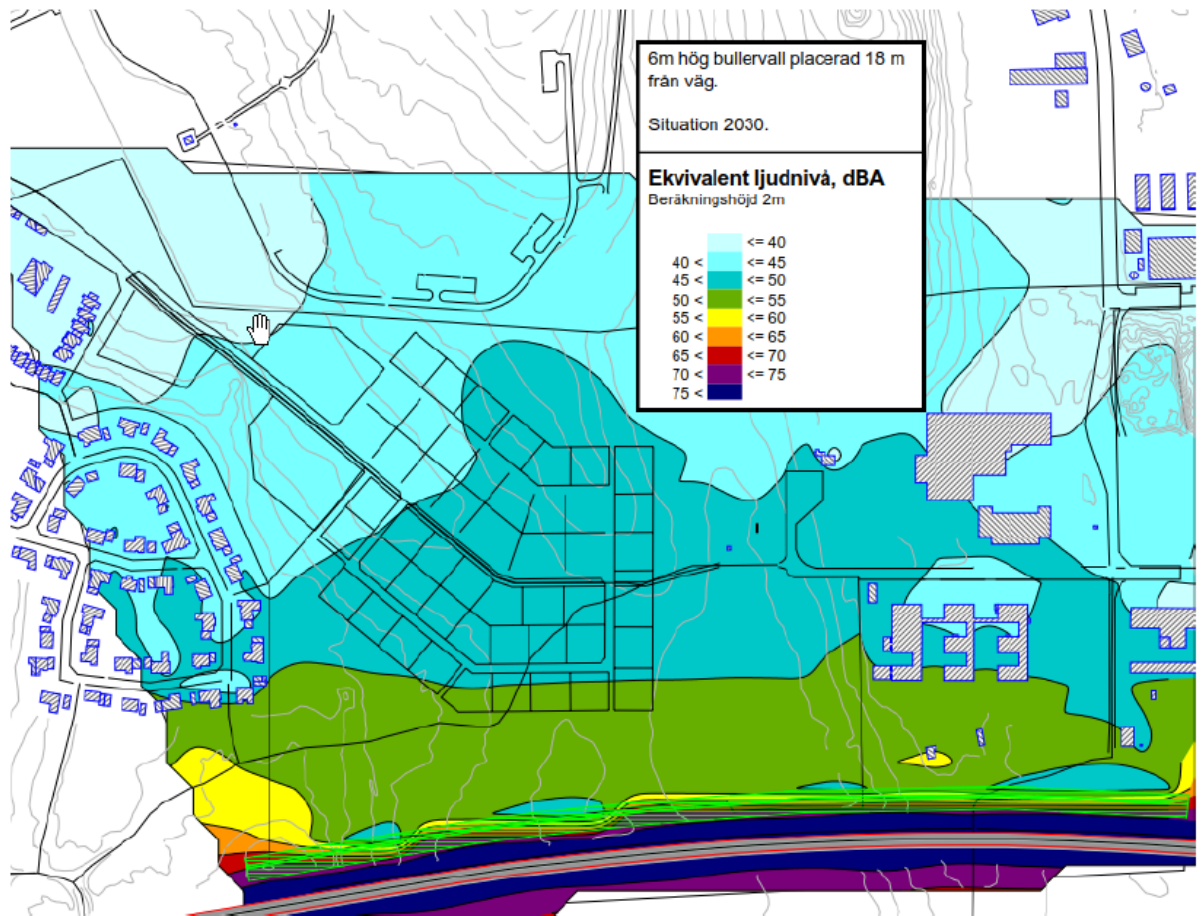 6m hög bullervall placerad 18 m
från väg.
Situation 2030.
Ekvivalent ljudnivå, dBA
Beräkningshöjd 2m
<= 40
40 < <= 45
45 < <= 50
50 < <= 55
55 < <= 60
60 < <= 65
65 < <= 70
70 < <= 75
75 <